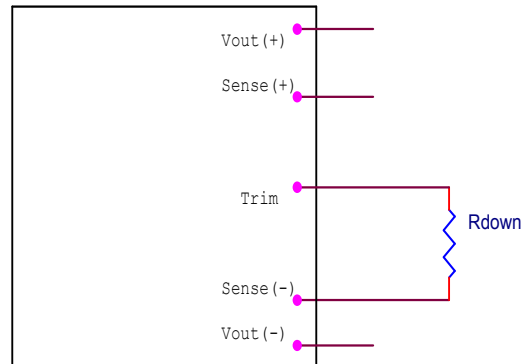 Vout(+)
Sense(+)
Trim
Rdown
Sense(-)
Vout(-)